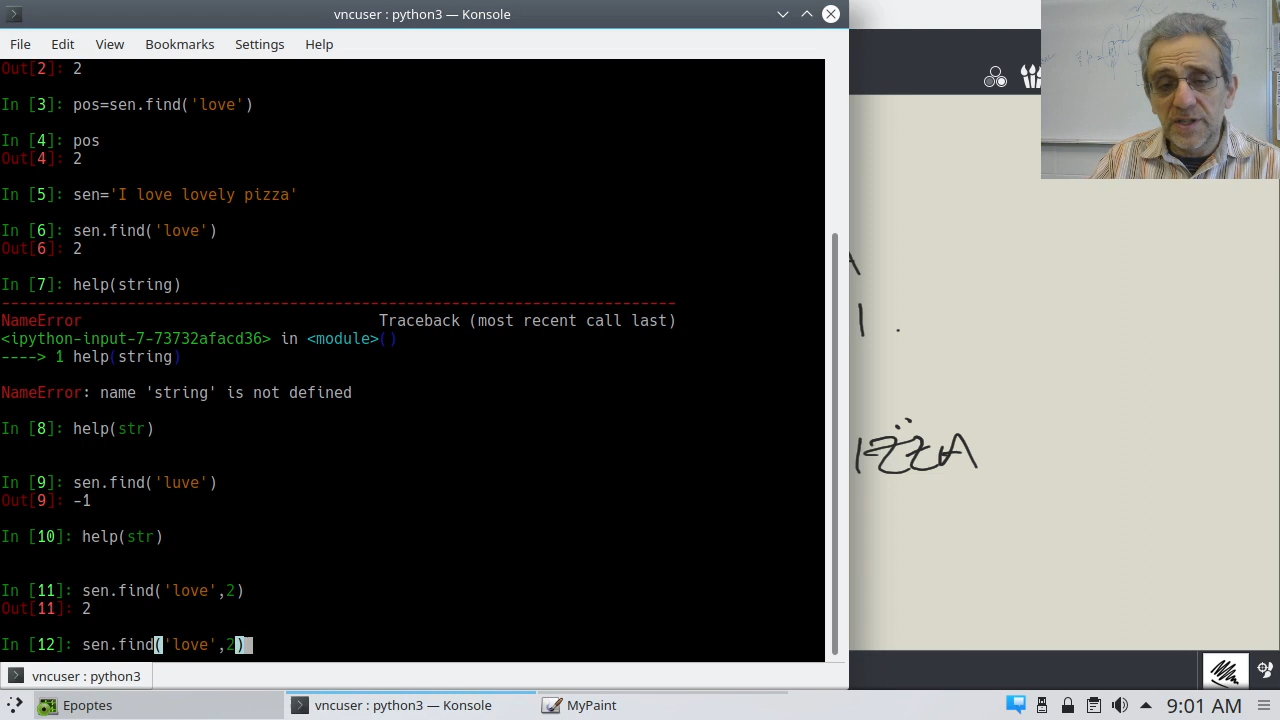 vncuser : python3 — Konsole
File Edit View Bookmarks Settings Help
Out[2]: 2
In [3]: pos=sen.find('love')
In [4]: pos
Out[4]: 2
In [5]: sen='I love lovely pizza'
In [6]: sen.find('love')
Out[6]: 2
In [7]: help(string)
---------------------------------------------------------------------------
NameError Traceback (most recent call last)
<ipython-input-7-73732afacd36> in <module>()
----> 1 help(string)
NameError: name 'string' is not defined
In [8]: help(str)
In [9]: sen.find('luve')
Out[9]: -1
In [10]: help(str)
In [11]: sen.find('love',2)
Out[11]: 2
In [12]: sen.find('love',2)
IZZA
vncuser : python3
Epoptes
vncuser : python3 — Konsole
MyPaint
9:01 AM